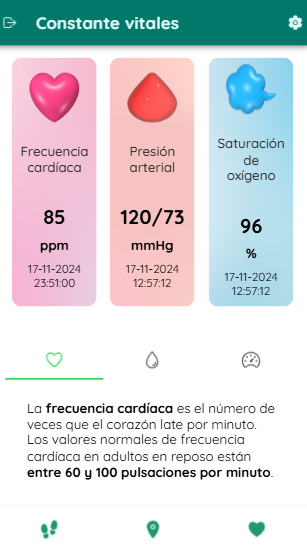 Constante vitales
Frecuencia
cardíaca
85
ppm
17-11-2024
23:51:00
Presión
arterial
120/73
mmHg
17-11-2024
12:57:12
Saturación
de
oxígeno
96
%
17-11-2024
12:57:12
La frecuencia cardíaca es el número de
veces que el corazón late por minuto.
Los valores normales de frecuencia
cardíaca en adultos en reposo están
entre 60 y 100 pulsaciones por minuto.